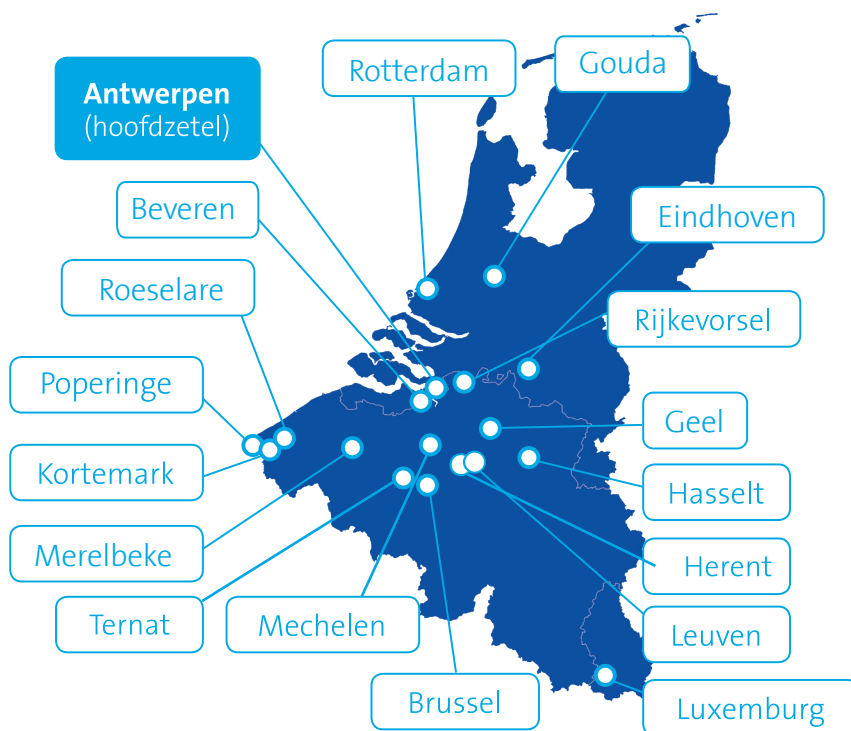 Rotterdam
Gouda
Antwerpen
(hoofdzetel)
Beveren
Eindhoven
Roeselare
Rijkevorsel
Poperinge
Geel
Kortemark
Hasselt
Merelbeke
Herent
Ternat
Mechelen
Leuven
Brussel
Luxemburg